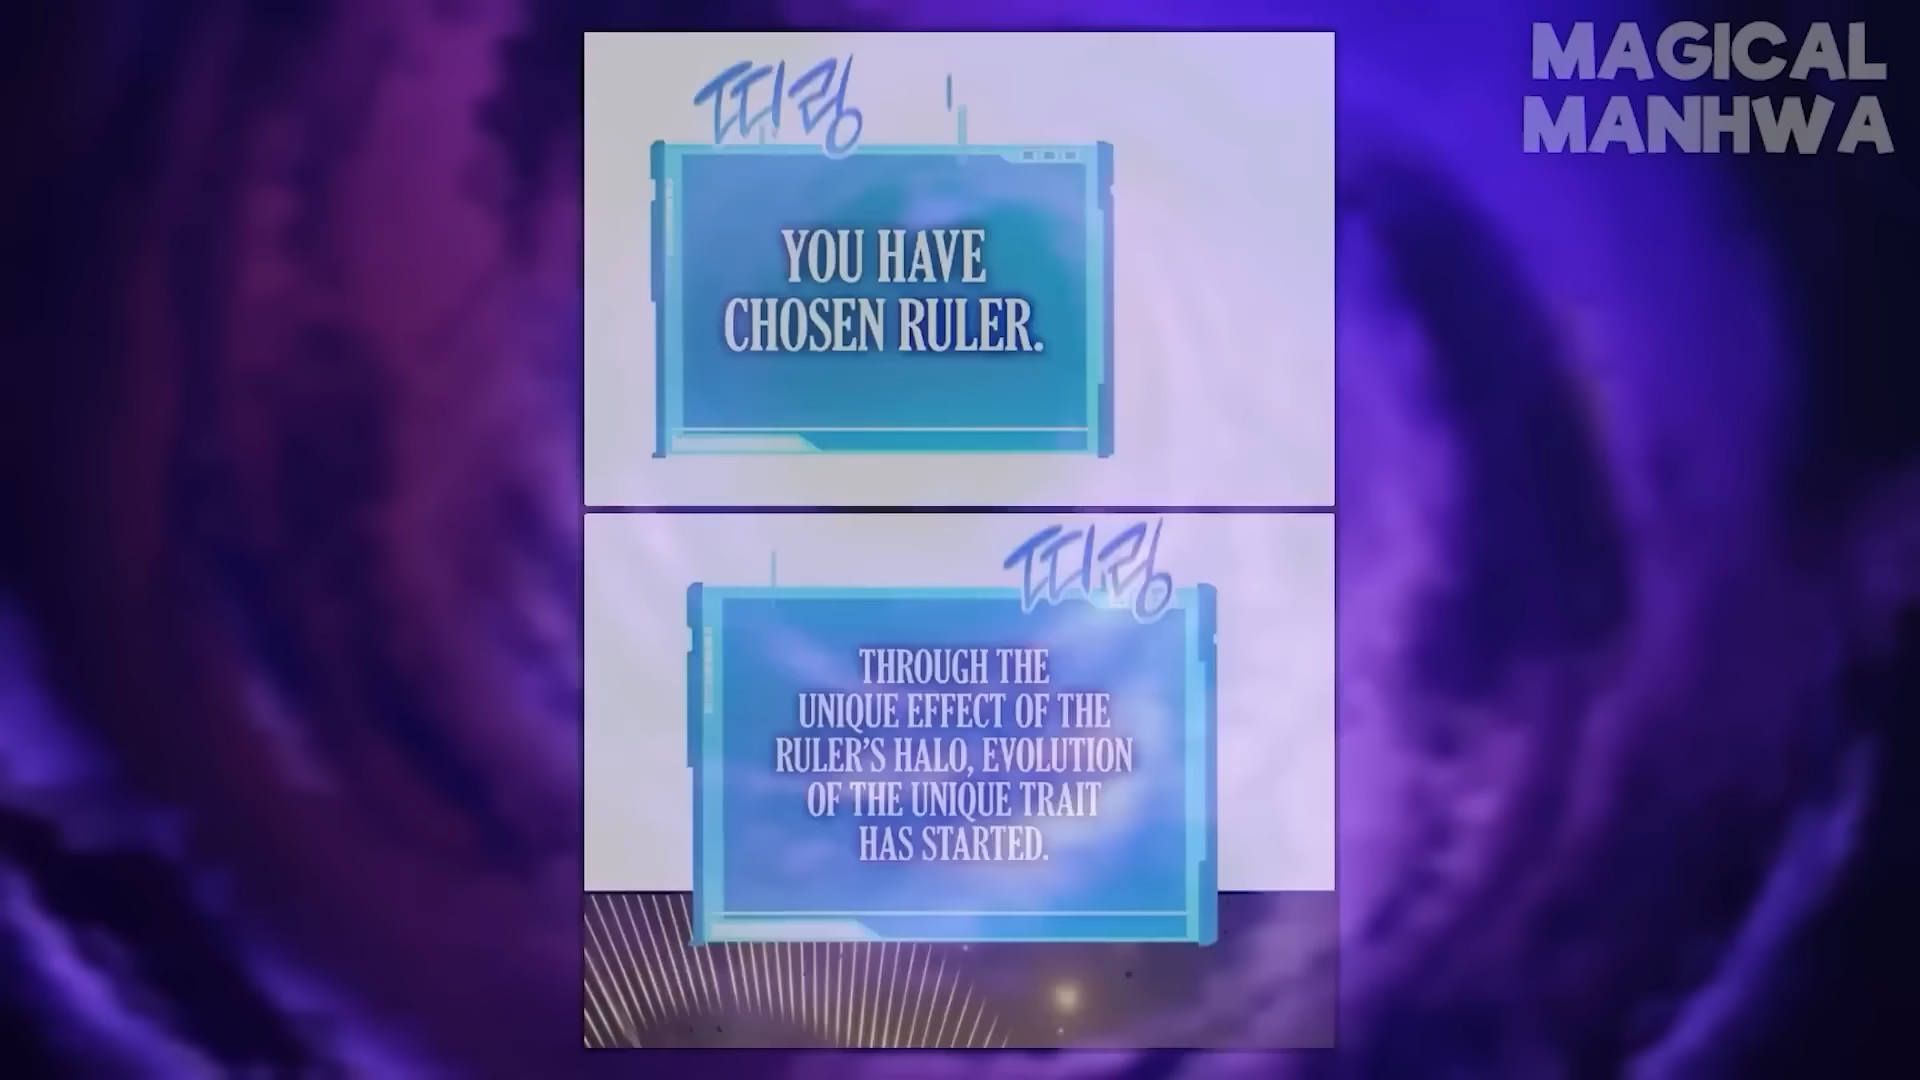 MAGICAL
MANHWA
띠링
YOU HAVE
CHOSEN RULER.
띠링
THROUGH THE
UNIQUE EFFECT OF THE
RULER'S HALO, EVOLUTION
OF THE UNIQUE TRAIT
HAS STARTED.